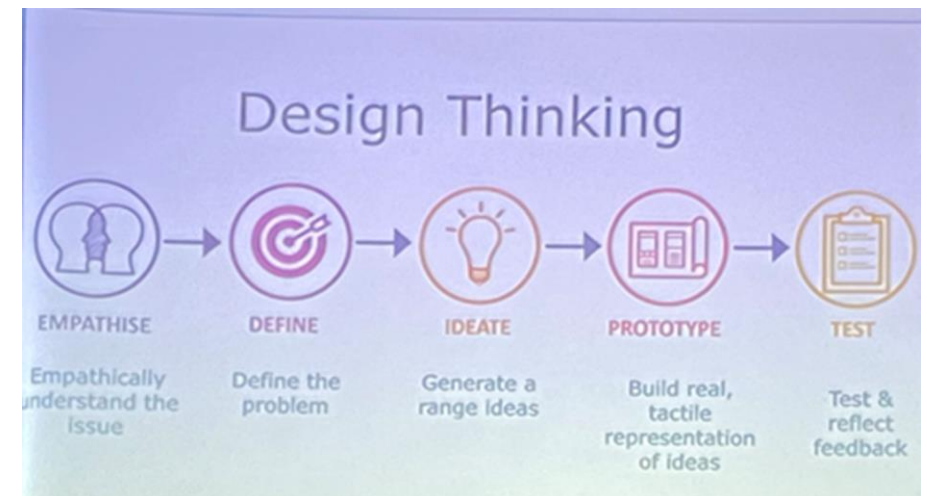 Design Thinking
EMPATHISE
DEFINE
IDEATE
PROTOTYPE
TEST
Empathically
understand the
issue
Define the
problem
Generate a
range ideas
Build real,
tactile
representation
of ideas
Test &
reflect
feedback